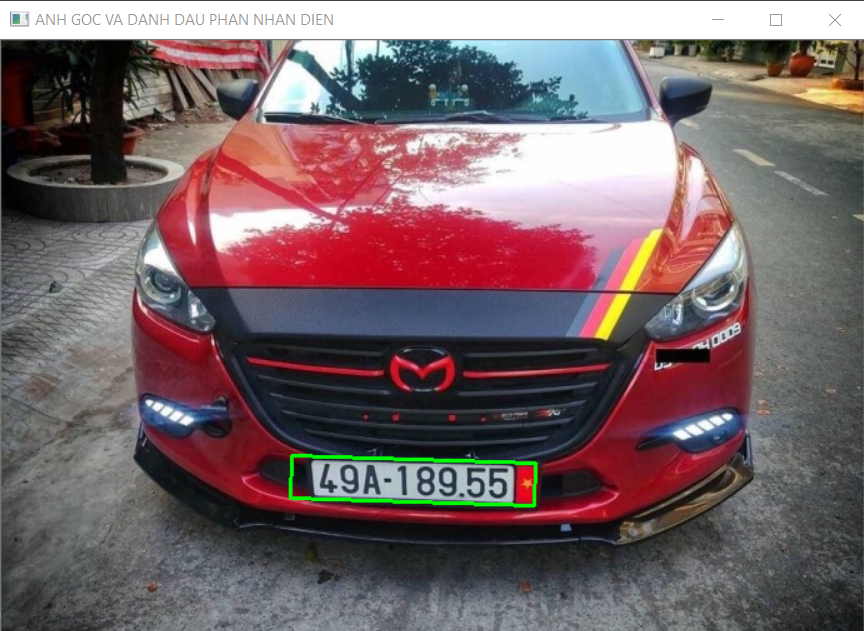 ANH GOC VA DANH DAU PHAN NHAN DIEN
49A-189.55